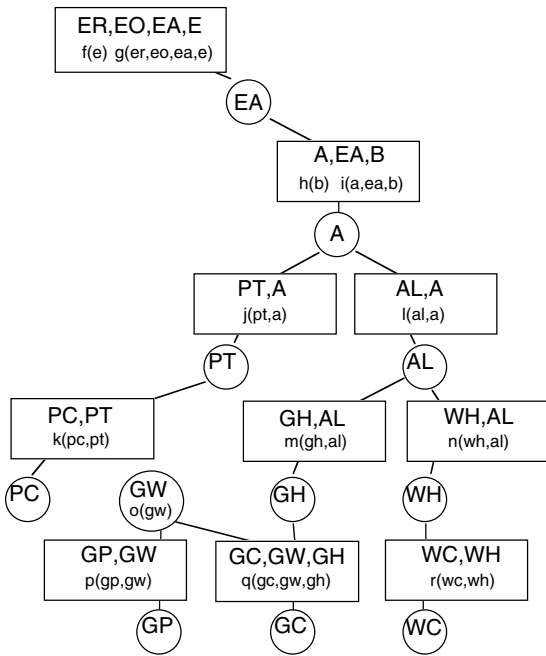 ER,EO,EA,E
f(e) g(er,eo,ea,e)
EA
A,EA,B
h(b) i(a,ea,b)
A
PT,A
j(pt,a)
AL,A
l(al,a)
PT
AL
PC,PT
k(pc,pt)
GH,AL
m(gh,al)
WH,AL
n(wh,al)
PC
GW
o(gw)
GH
WH
GP,GW
p(gp,gw)
GC,GW,GH
q(gc,gw,gh)
WC,WH
r(wc,wh)
GP
GC
WC